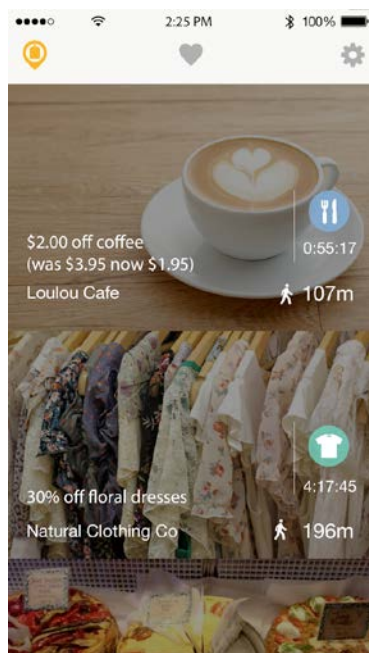 2:25 PM
100%
$2.00 off coffee
(was $3.95 now $1.95)
0:55:17
Loulou Cafe
107m
30% off floral dresses
4:17:45
Natural Clothing Co
196m